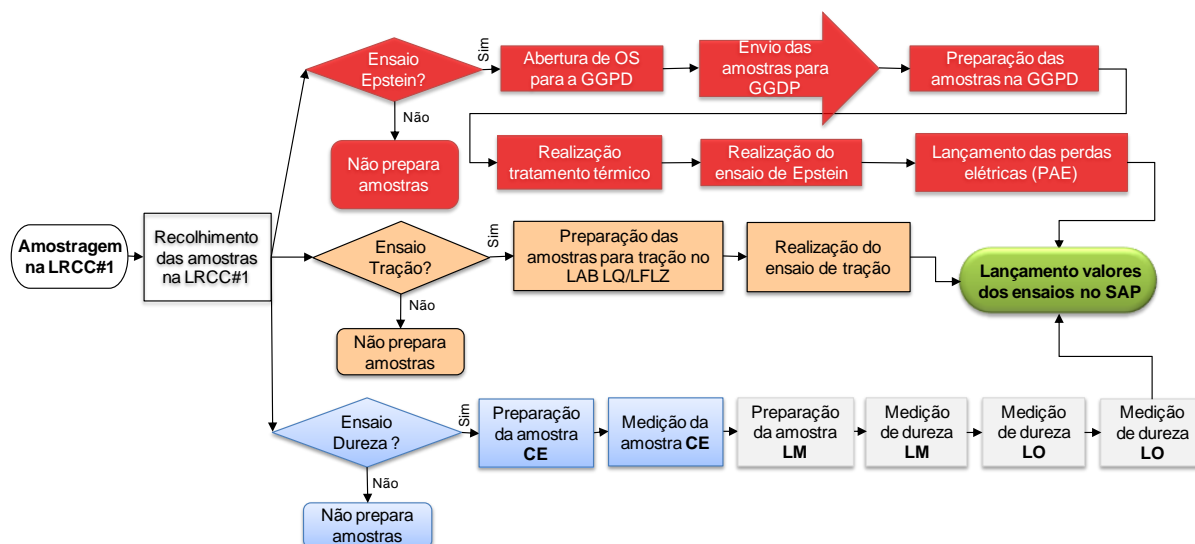 Amostragem
na LRCC#1
Recolhimento
das amostras
na LRCC#1
Ensaio
Epstein?
Sim
Não
Não prepara
amostras
Abertura de OS
para a GGPD
Envio das
amostras para
GGDP
Preparação das
amostras na GGPD
Realização
tratamento térmico
Realização do
ensaio de Epstein
Lançamento das perdas
elétricas (PAE)
Ensaio
Tração?
Sim
Não
Não prepara
amostras
Preparação das
amostras para tração no
LAB LQ/LFLZ
Realização do
ensaio de tração
Lançamento valores
dos ensaios no SAP
Ensaio
Dureza ?
Sim
Não
Não prepara
amostras
Preparação
da amostra
CE
Medição da
amostra CE
Preparação
da amostra
LM
Medição
de dureza
LM
Medição
de dureza
LO
Medição
de dureza
LO